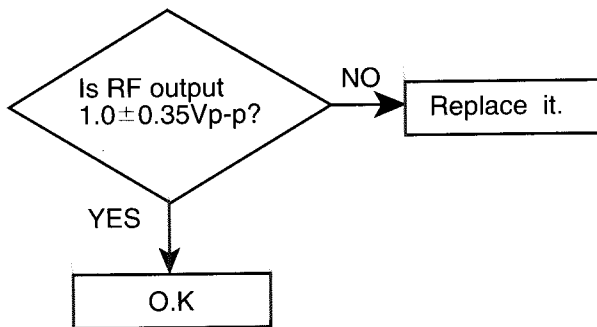 Is RF output
1.0±0.35Vp-p?
NO
Replace it.
YES
O.K